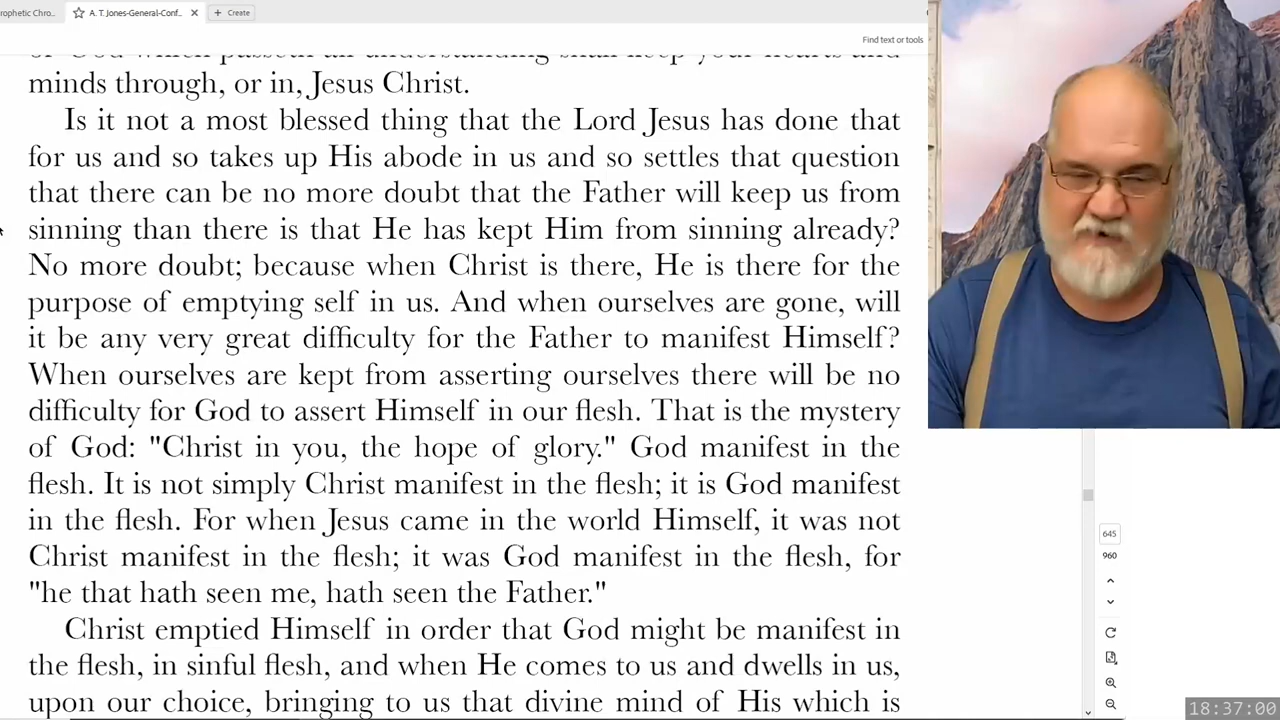 rophetic Chro...
A. T. Jones-General-Conf...
Create
Find text or tools
minds through, or in, Jesus Christ.
Is it not a most blessed thing that the Lord Jesus has done that
for us and so takes up His abode in us and so settles that question
that there can be no more doubt that the Father will keep us from
sinning than there is that He has kept Him from sinning already?
No more doubt; because when Christ is there, He is there for the
purpose of emptying self in us. And when ourselves are gone, will
it be any very great difficulty for the Father to manifest Himself?
When ourselves are kept from asserting ourselves there will be no
difficulty for God to assert Himself in our flesh. That is the mystery
of God: "Christ in you, the hope of glory." God manifest in the
flesh. It is not simply Christ manifest in the flesh; it is God manifest
in the flesh. For when Jesus came in the world Himself, it was not
Christ manifest in the flesh; it was God manifest in the flesh, for
"he that hath seen me, hath seen the Father."
Christ emptied Himself in order that God might be manifest in
the flesh, in sinful flesh, and when He comes to us and dwells in us,
upon our choice, bringing to us that divine mind of His which is
645
960
18:37:00